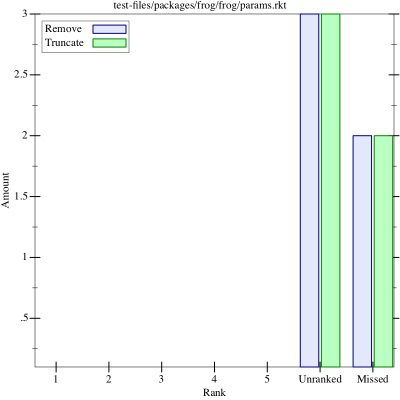 test-files/packages/frog/frog/params.rkt
3
Remove
Truncate
2.5
2
1.5
1
.5
Amount
1 2 3 4 5 Unranked Missed
Rank